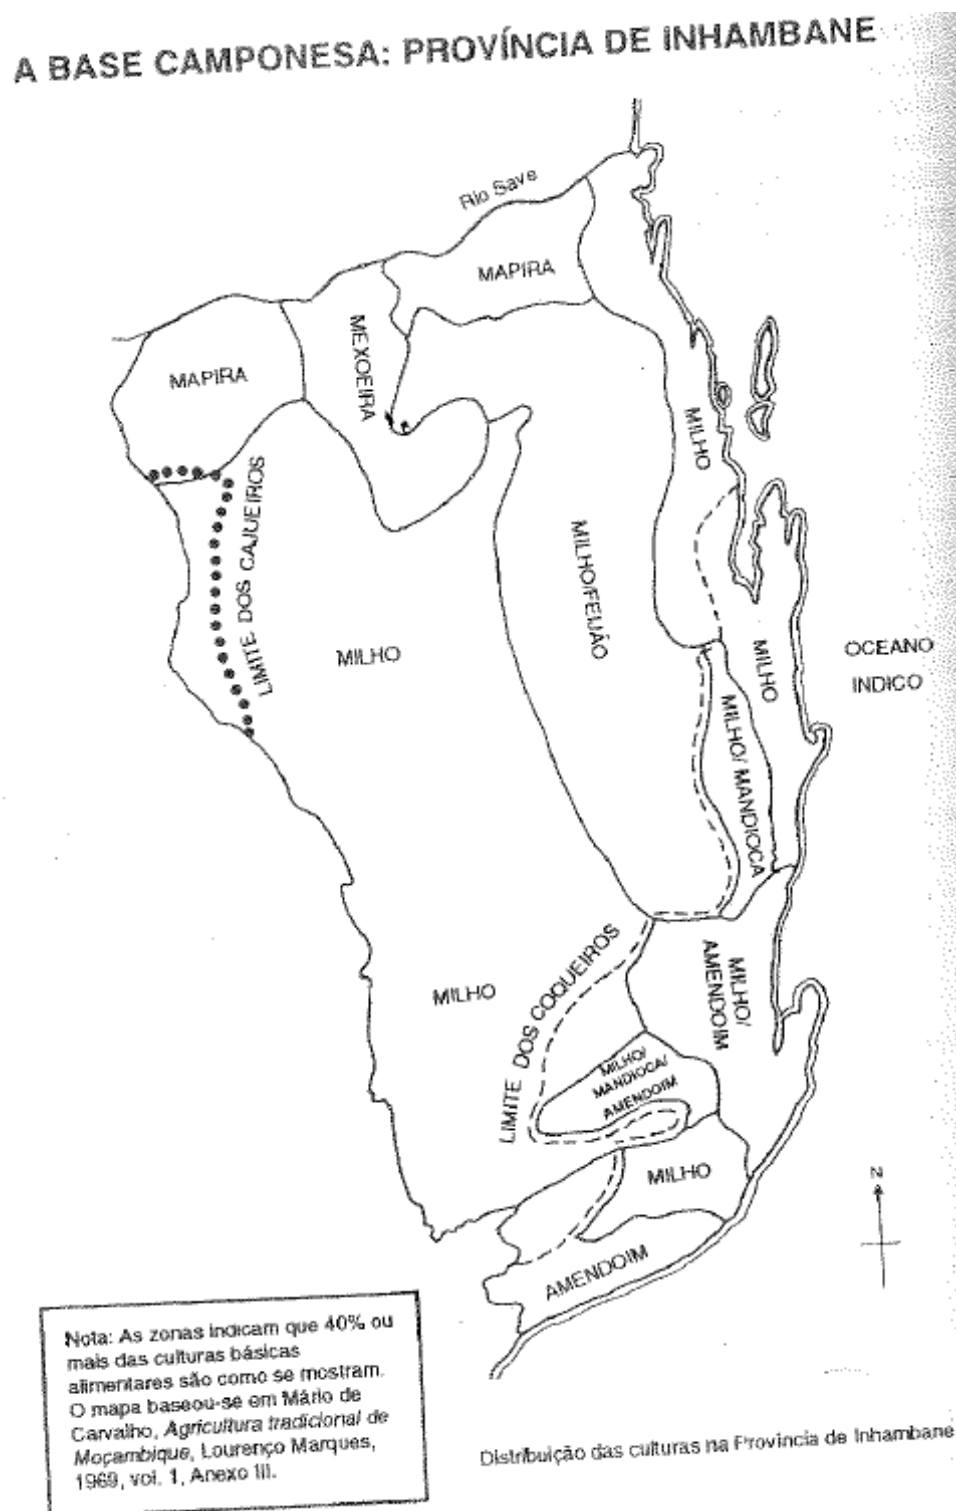 A BASE CAMPONESA: PROVÍNCIA DE INHAMBANE
Rio Save
MAPIRA
MAPIRA
MEXOEIRA
MILHO
LIMITE DOS CAJUEIROS
MILHO/FEIJÃO
MILHO
MILHO
OCEANO
INDICO
MILHO/ MANDIOCA
MILHO/
AMENDOIM
MILHO
LIMITE DOS COQUEIROS
MILHO/
MANDIOCA/
AMENDOIM
MILHO
N
AMENDOIM
Nota: As zonas indicam que 40% ou
mais das culturas básicas
alimentares são como se mostram.
O mapa baseou-se em Mário de
Carvalho, Agricultura tradicional de
Moçambique, Lourenço Marques,
1969, vol. 1, Anexo III.
Distribuição das culturas na Província de Inhambane